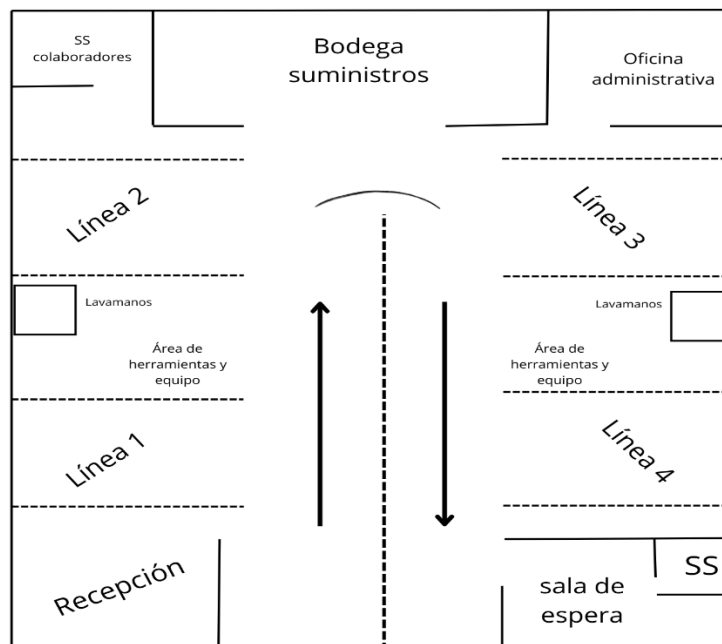 SS
colaboradores
Bodega
suministros
Oficina
administrativa
Línea 2
Línea 3
Lavamanos
Lavamanos
Área de
herramientas y
equipo
Área de
herramientas y
equipo
Línea 1
Línea 4
Recepción
sala de
espera
SS